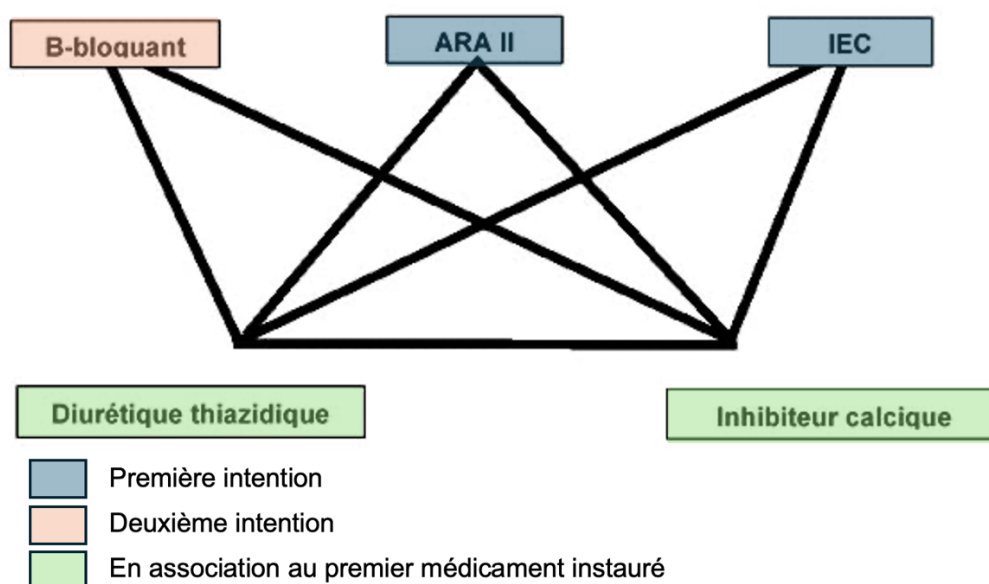 B-bloquant
ARA II
IEC
Diurétique thiazidique
Inhibiteur calcique
Première intention
Deuxième intention
En association au premier médicament instauré